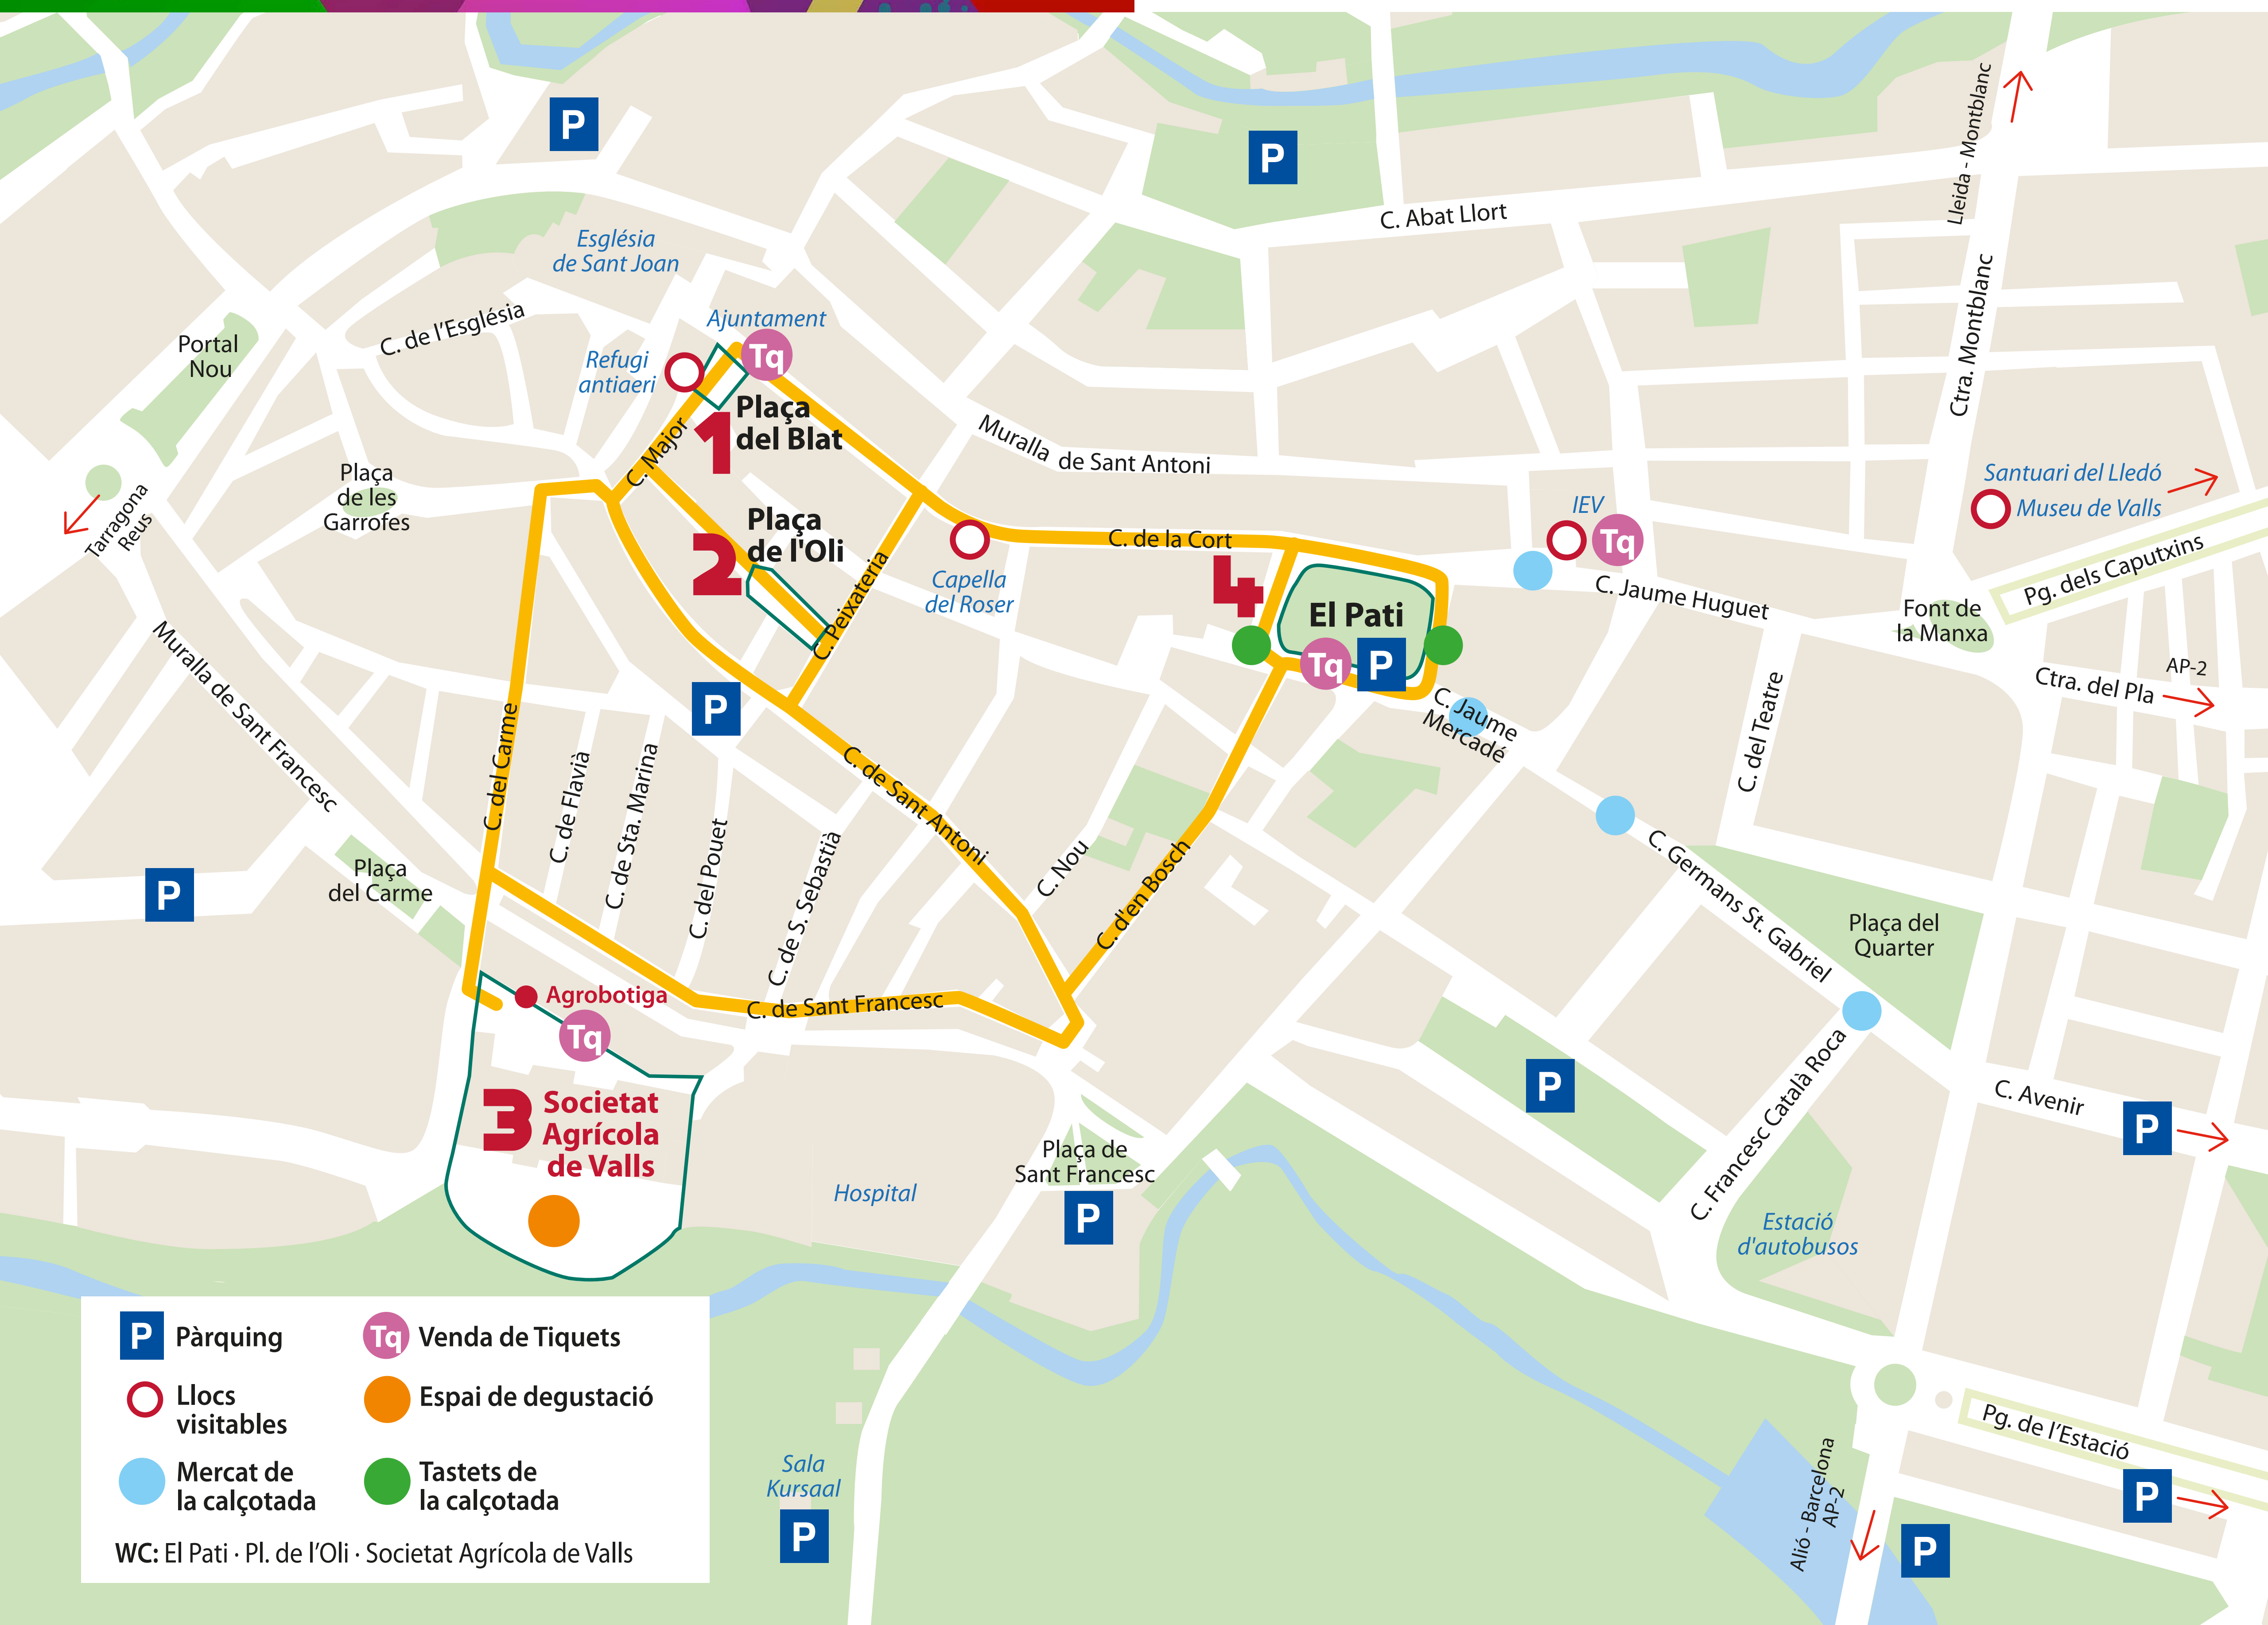 P
P
Lleida - Montblanc
C. Abat Llort
Església
de Sant Joan
Ctra. Montblanc
C. de l'Església
Ajuntament
Tq
Portal
Nou
Refugi
antiaeri
1
Plaça
del Blat
C. Major
Muralla de Sant Antoni
Plaça
de les
Garrofes
Tarragona
Reus
Santuari del Lledó
Museu de Valls
IEV
Tq
2
Plaça
de l'Oli
C. de la Cort
C. Peixateria
Capella
del Roser
4
El Pati
Tq
P
C. Jaume Huguet
Pg. dels Caputxins
Font de
la Manxa
AP-2
Ctra. del Pla
Muralla de Sant Francesc
P
C. Jaume
Mercadé
C. del Teatre
C. del Carme
C. de Flavià
C. de Sta. Marina
C. del Pouet
C. de S. Sebastià
C. de Sant Antoni
C. Nou
C. d'en Bosch
C. Germans St. Gabriel
P
Plaça
del Carme
Plaça del
Quarter
Agrobotiga
Tq
C. de Sant Francesc
3
Societat
Agrícola
de Valls
P
C. Francesc Català Roca
C. Avenir
P
Plaça de
Sant Francesc
P
Hospital
Estació
d'autobusos
Pg. de l'Estació
P
Alió - Barcelona
AP-2
P
Sala
Kursaal
P
P Pàrquing
Tq Venda de Tiquets
Llocs
visitables
Espai de degustació
Mercat de
la calçotada
Tastets de
la calçotada
WC: El Pati · Pl. de l'Oli · Societat Agrícola de Valls